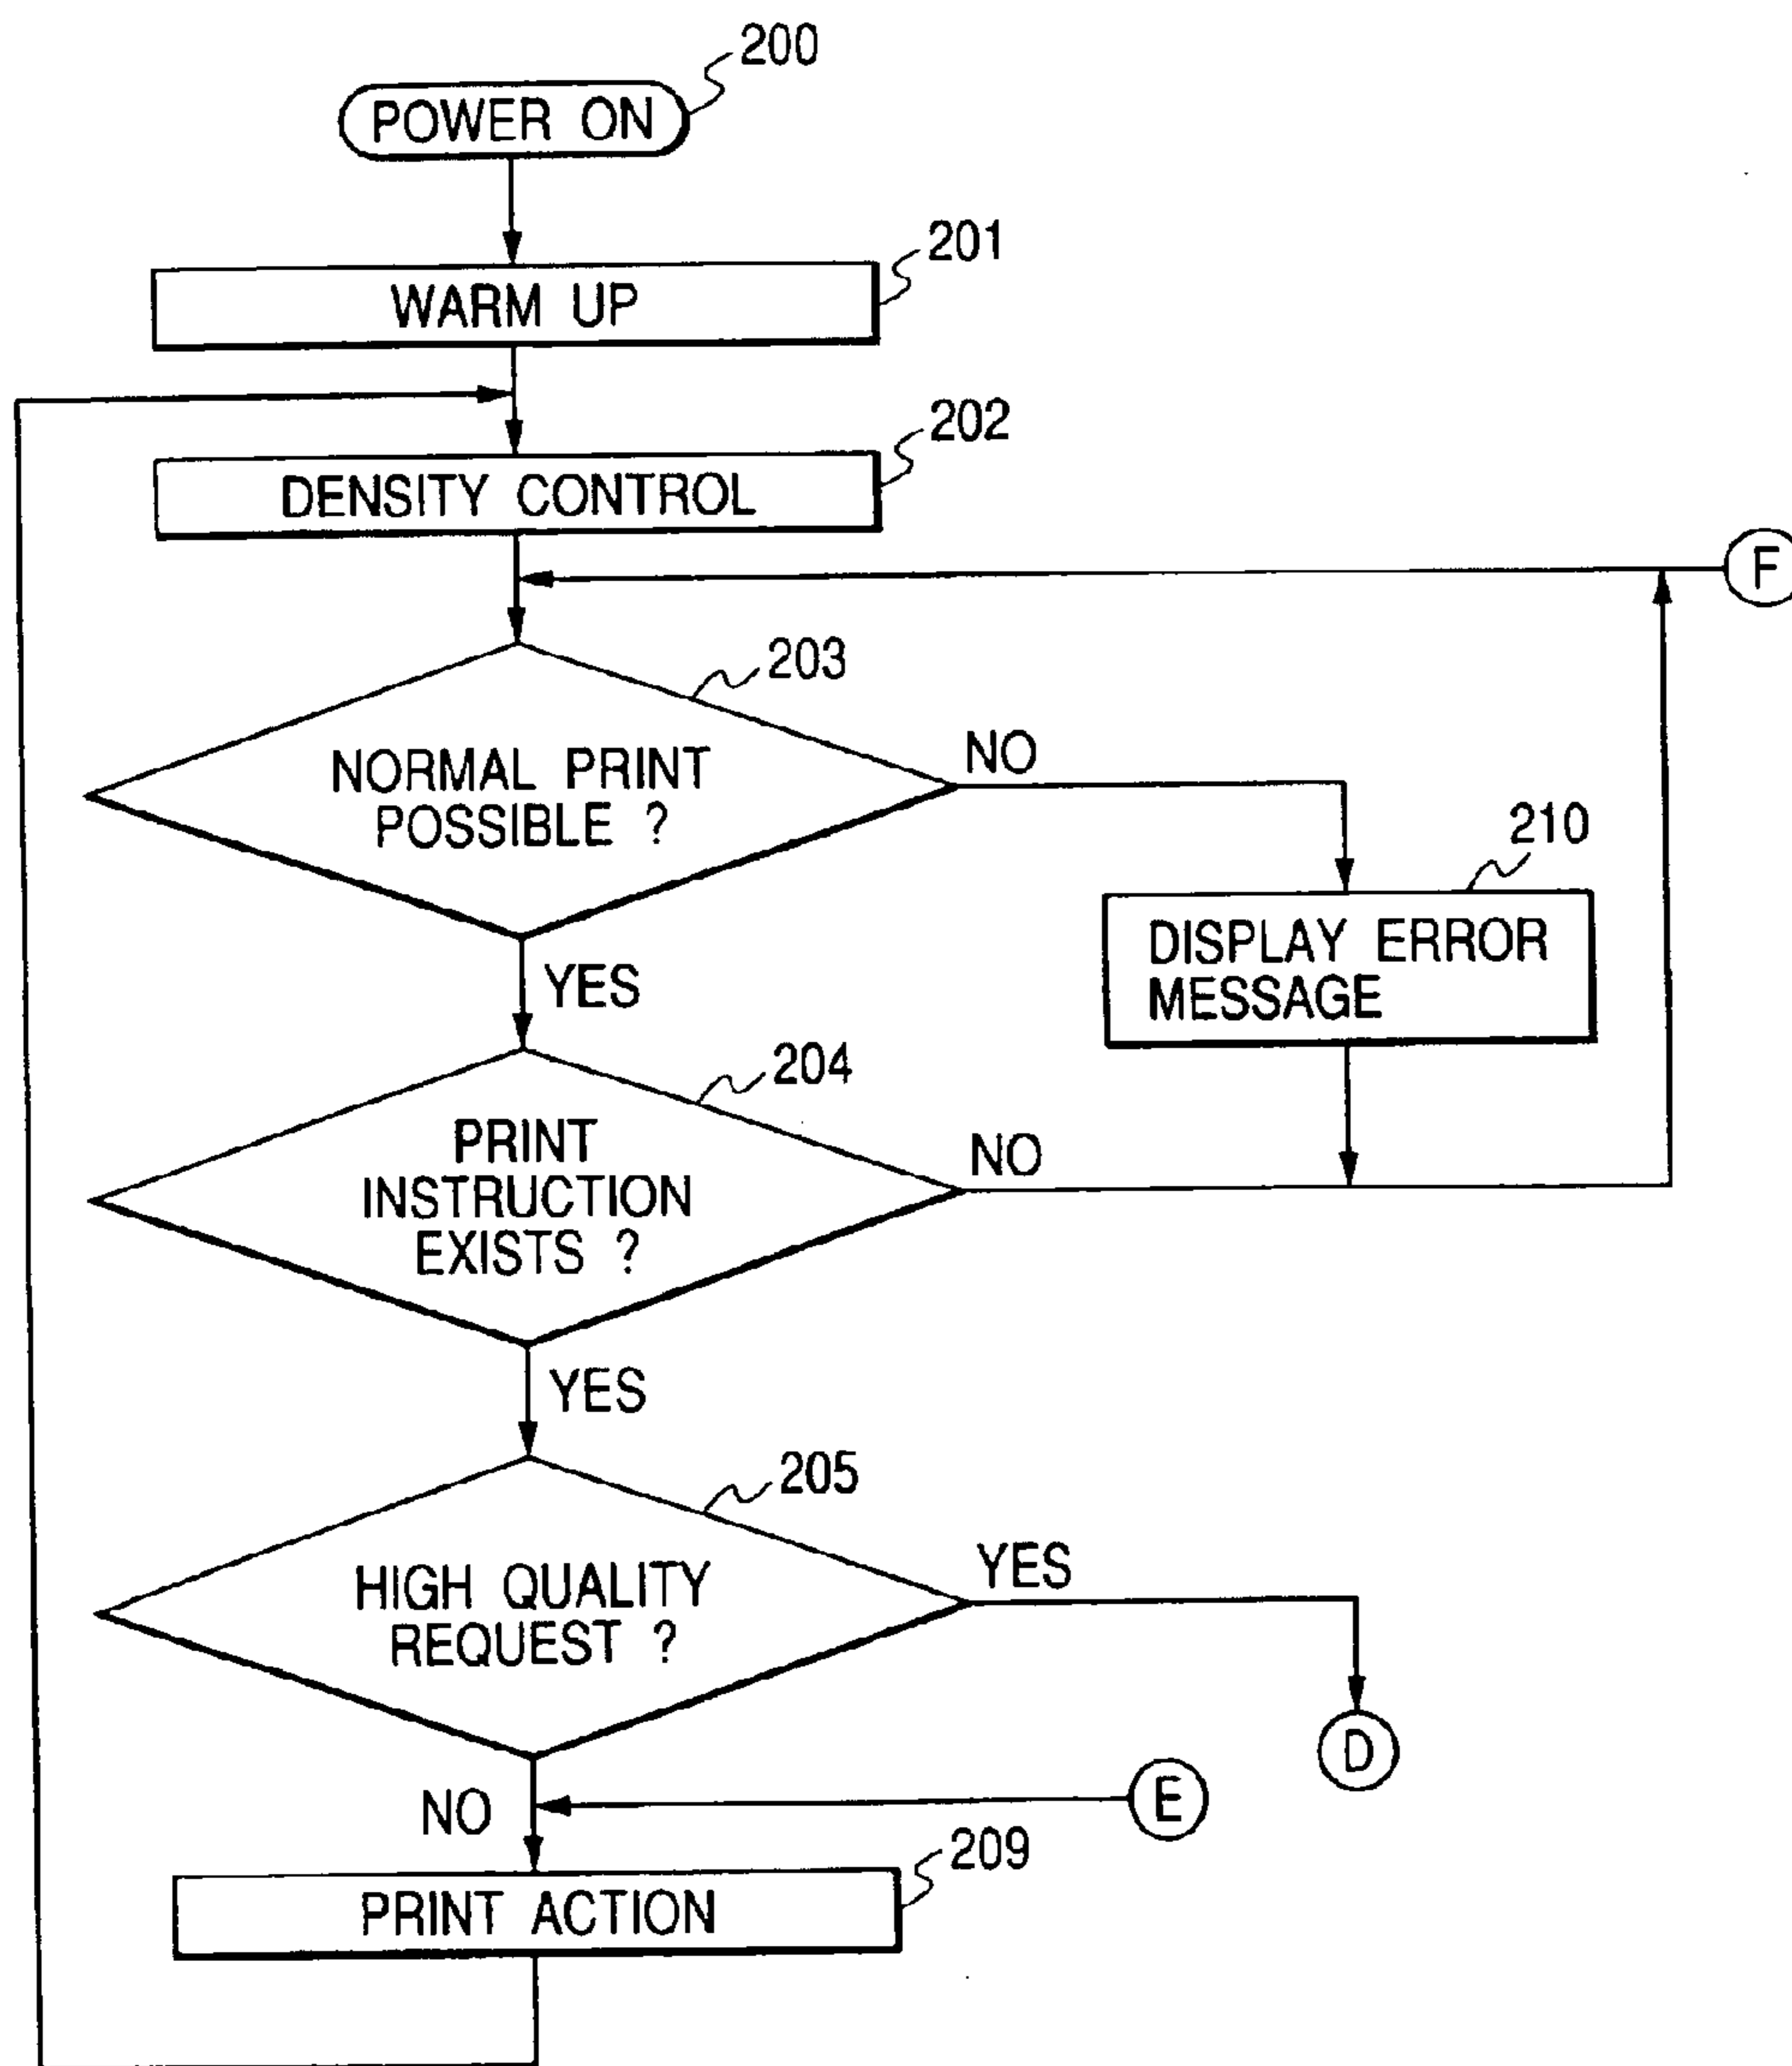 200
POWER ON
201
WARM UP
202
DENSITY CONTROL
F
203
NORMAL PRINT
POSSIBLE ?
NO
210
DISPLAY ERROR
MESSAGE
YES
204
PRINT
INSTRUCTION
EXISTS ?
NO
YES
205
HIGH QUALITY
REQUEST ?
YES
D
NO
E
209
PRINT ACTION